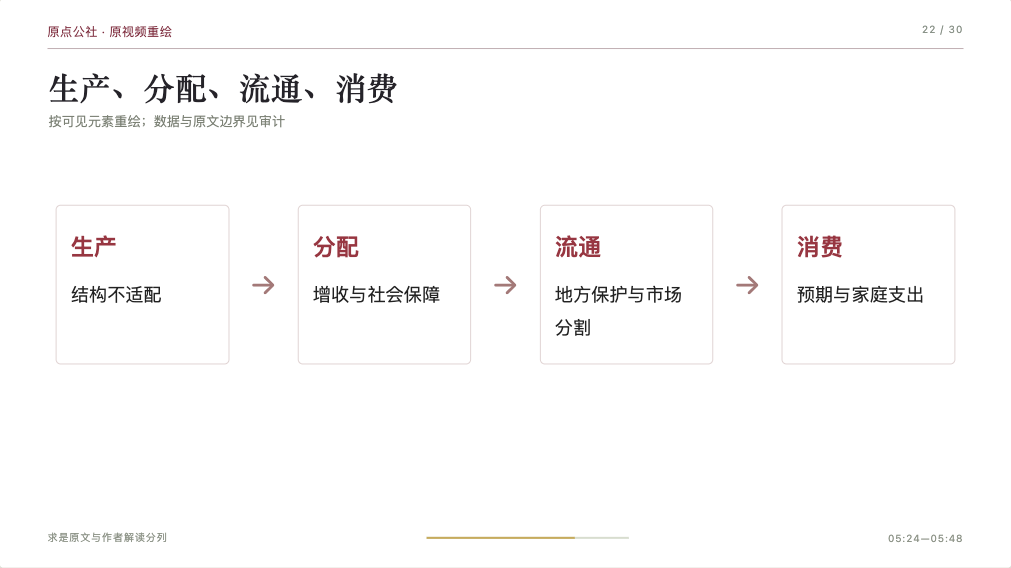 原点公社 · 原视频重绘
22 / 30
生产、分配、流通、消费
按可见元素重绘；数据与原文边界见审计
生产
结构不适配
分配
增收与社会保障
流通
地方保护与市场
分割
消费
预期与家庭支出
求是原文与作者解读分列
05:24—05:48